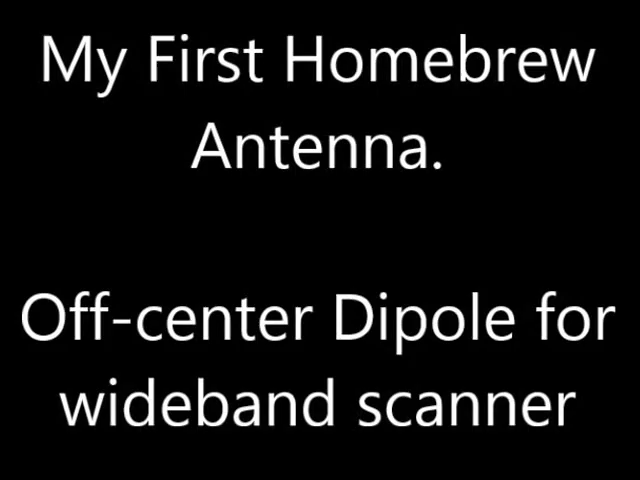 My First Homebrew
Antenna.
Off-center Dipole for
wideband scanner